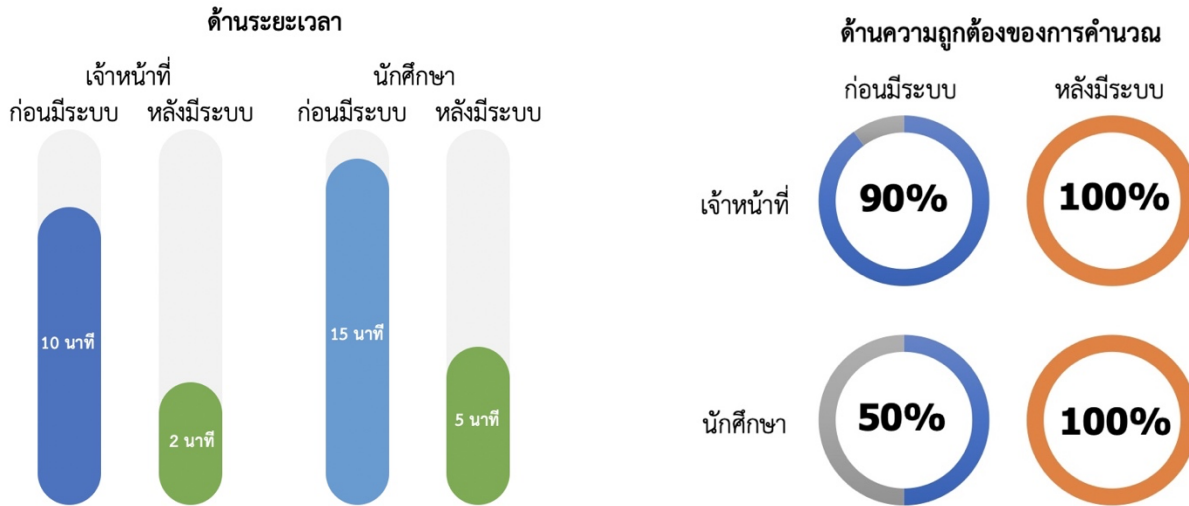 ด้านระยะเวลา
เจ้าหน้าที่ นักศึกษา
ก่อนมีระบบ หลังมีระบบ ก่อนมีระบบ หลังมีระบบ
10 นาที
2 นาที
15 นาที
5 นาที
ด้านความถูกต้องของการคำนวณ
ก่อนมีระบบ หลังมีระบบ
เจ้าหน้าที่ 90% 100%
นักศึกษา 50% 100%